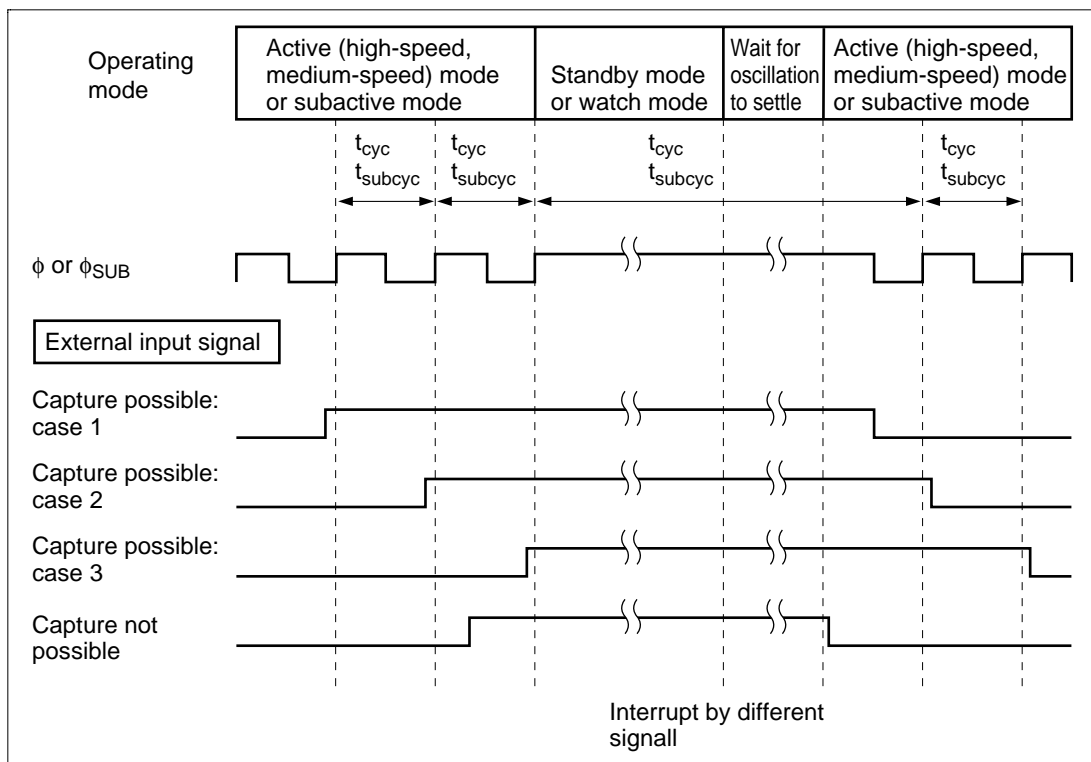 Operating
mode
Active (high-speed,
medium-speed) mode
or subactive mode
Standby mode
or watch mode
Wait for
oscillation
to settle
Active (high-speed,
medium-speed) mode
or subactive mode
tcyc
tsubcyc
tcyc
tsubcyc
tcyc
tsubcyc
tcyc
tsubcyc
ϕ or ϕSUB
External input signal
Capture possible:
case 1
Capture possible:
case 2
Capture possible:
case 3
Capture not
possible
Interrupt by different
signall